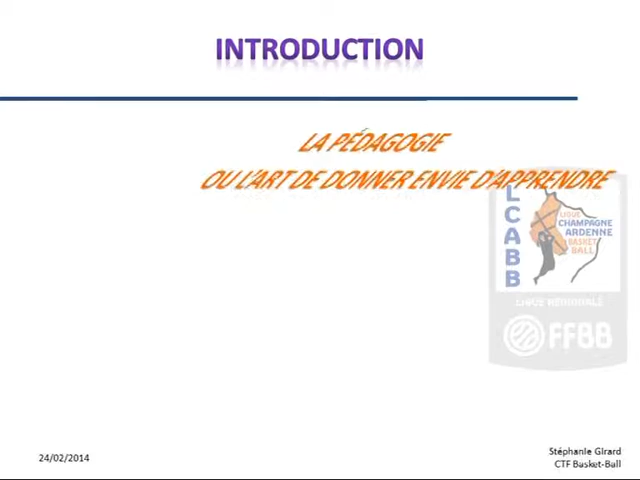 INTRODUCTION
LA PÉDAGOGIE
OU L'ART DE DONNER ENVIE D'APPRENDRE
LCABB
LIGUE
CHAMPAGNE
ARDENNE
BASKET
BALL
LIGUE RÉGIONALE
FFBB
24/02/2014
Stéphanie Girard
CTF Basket-Ball